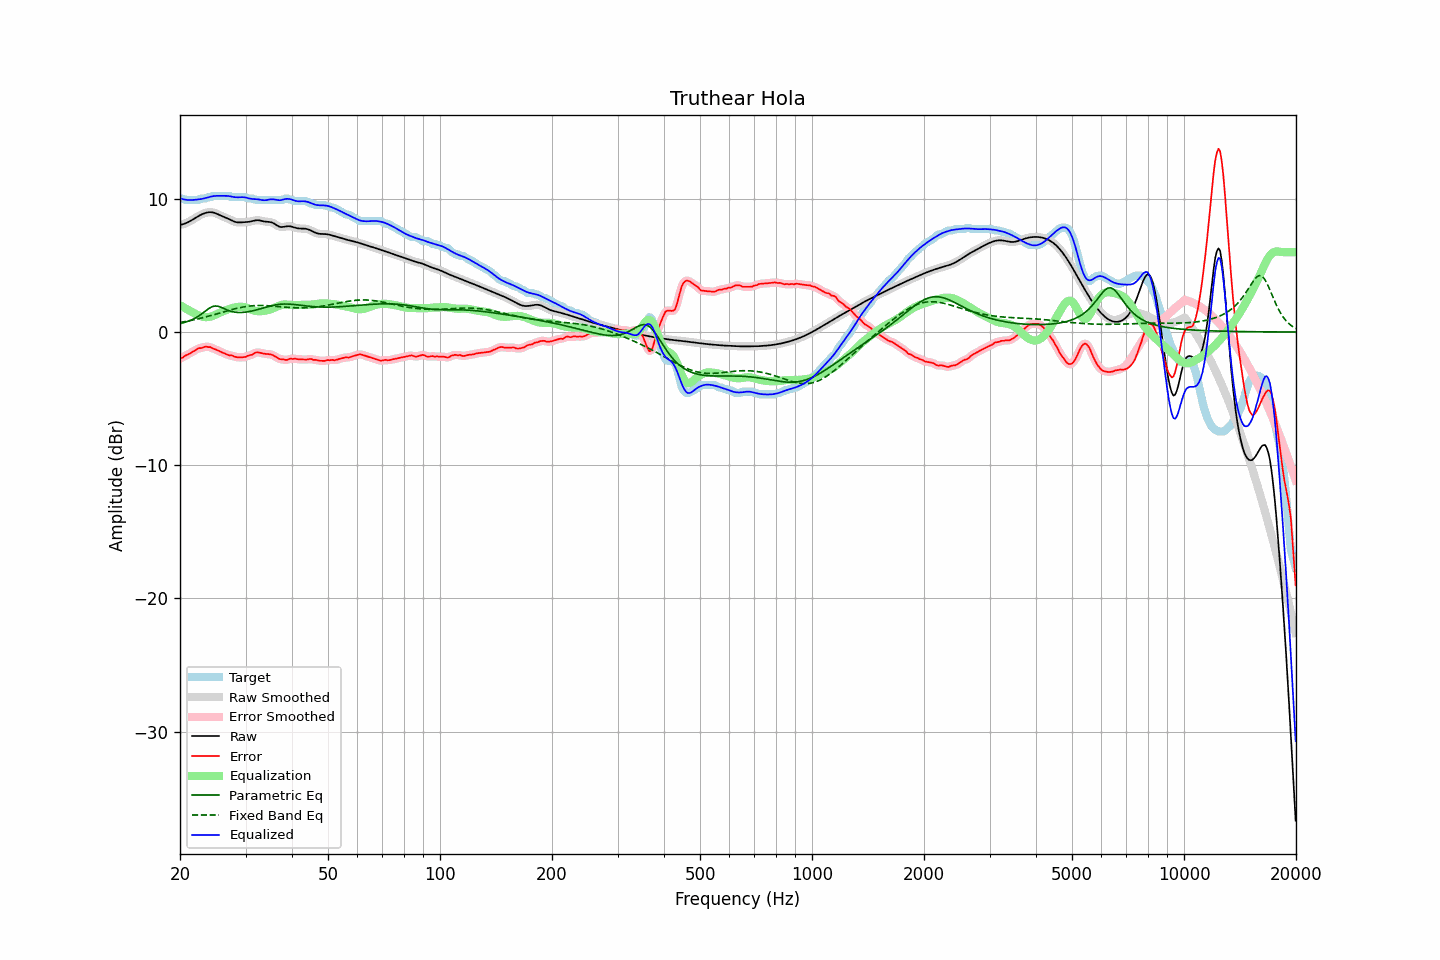 Truthear Hola
Amplitude (dBr)
10
0
−10
−20
−30
Target
Raw Smoothed
Error Smoothed
Raw
Error
Equalization
Parametric Eq
Fixed Band Eq
Equalized
20 50 100 200 500 1000 2000 5000 10000 20000
Frequency (Hz)